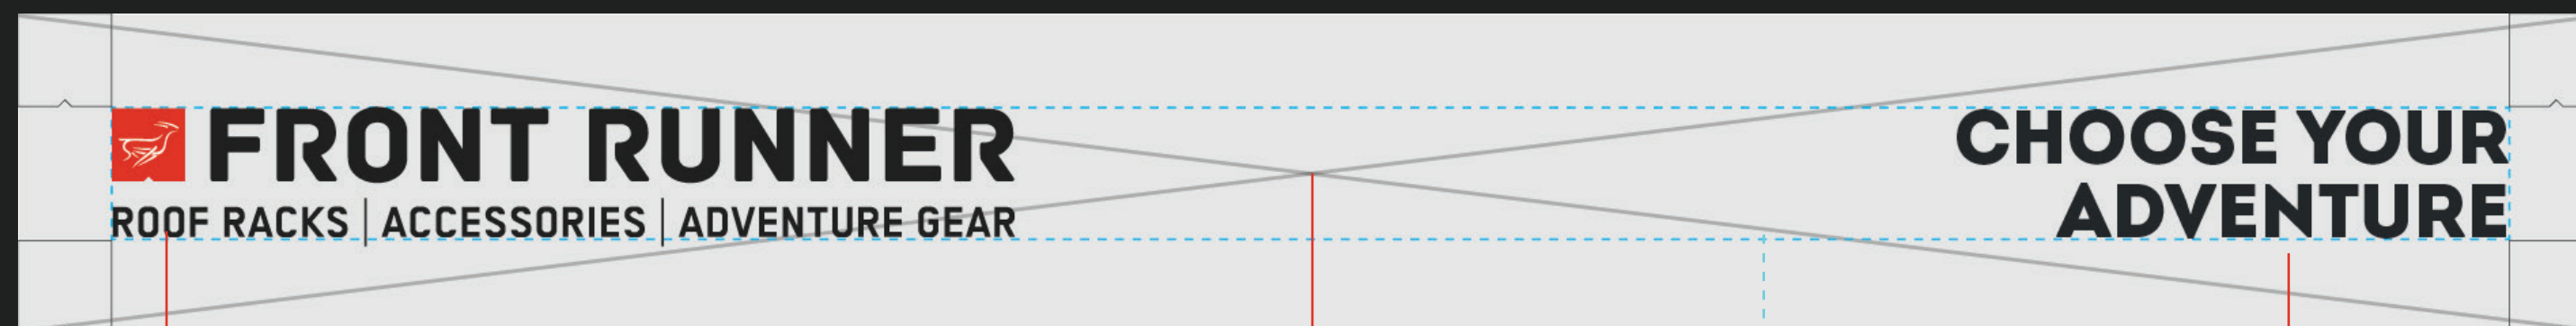 FRONT RUNNER
ROOF RACKS | ACCESSORIES | ADVENTURE GEAR
CHOOSE YOUR
ADVENTURE